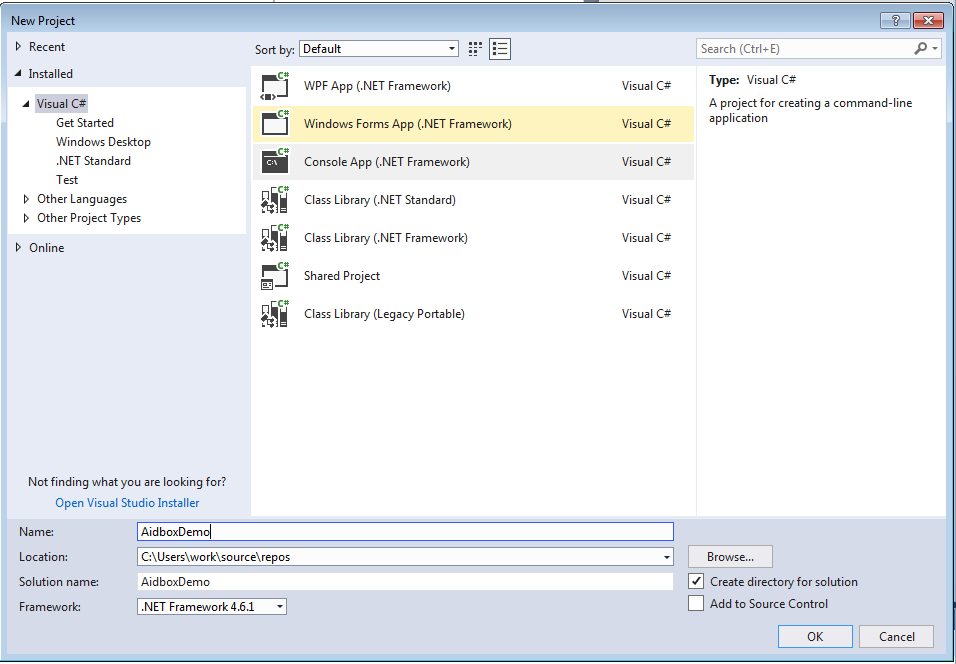 New Project
Recent
Installed
Visual C#
Get Started
Windows Desktop
.NET Standard
Test
Other Languages
Other Project Types
Online
Not finding what you are looking for?
Open Visual Studio Installer
Sort by: Default
Search (Ctrl+E)
C# WPF App (.NET Framework) Visual C#
C# Windows Forms App (.NET Framework) Visual C#
C# C:\ Console App (.NET Framework) Visual C#
C# Class Library (.NET Standard) Visual C#
C# Class Library (.NET Framework) Visual C#
C# Shared Project Visual C#
C# Class Library (Legacy Portable) Visual C#
Type: Visual C#
A project for creating a command-line
application
Name: AidboxDemo
Location: C:\Users\work\source\repos Browse...
Solution name: AidboxDemo Create directory for solution
Framework: .NET Framework 4.6.1 Add to Source Control
OK Cancel